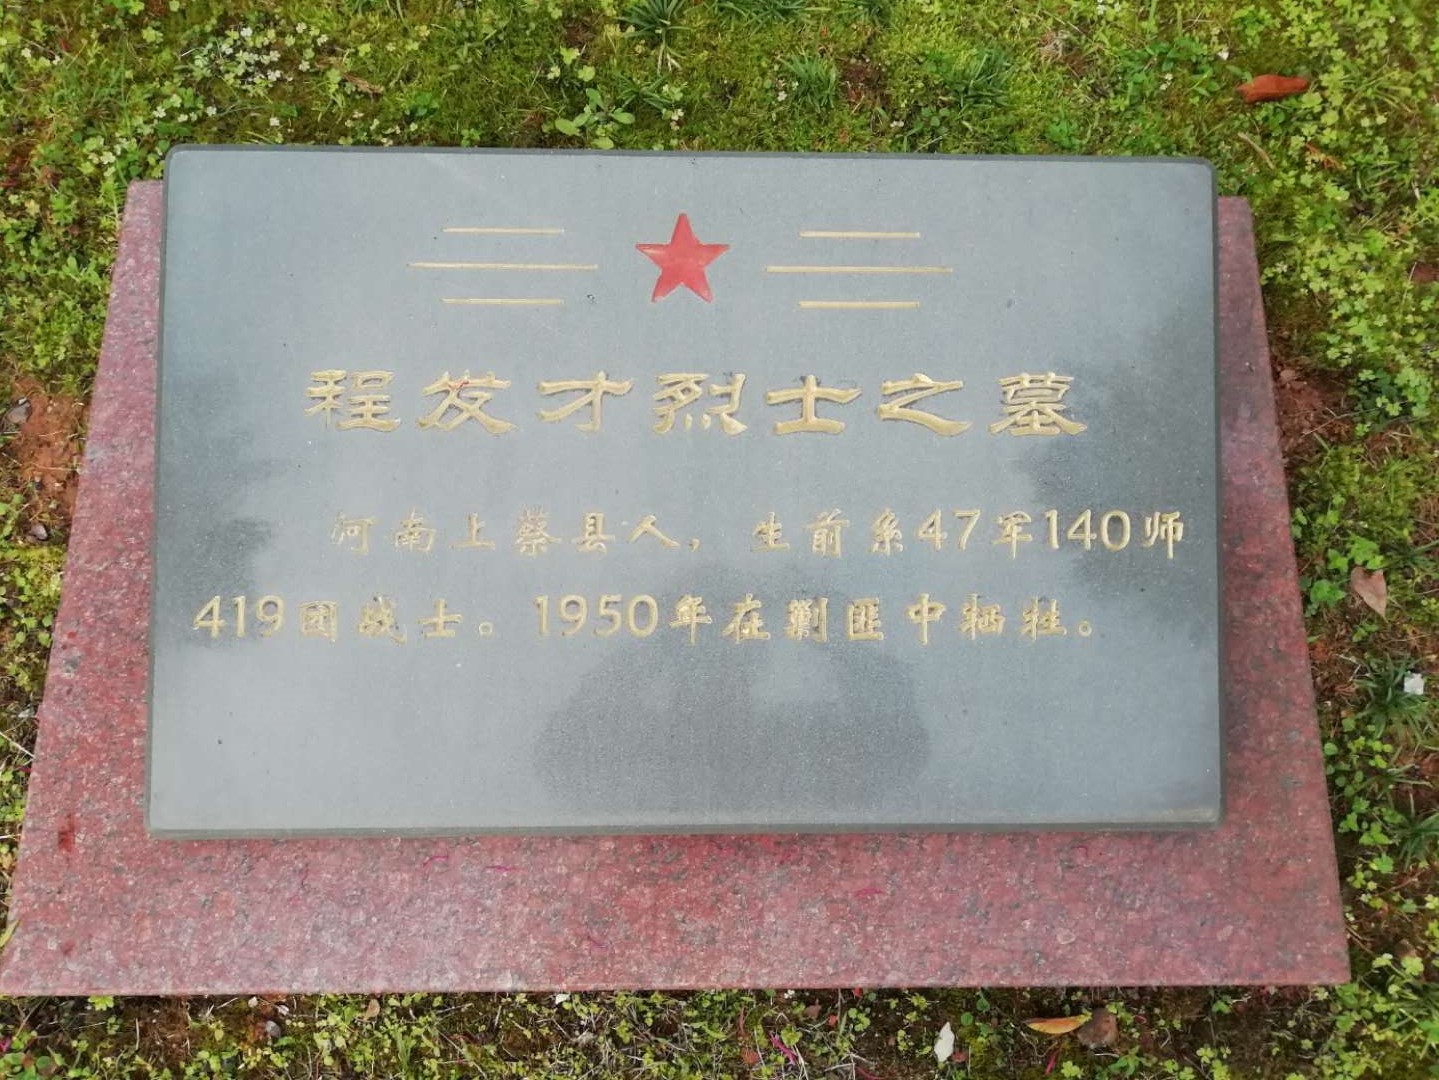 程发才烈士之墓
河南上蔡县人，生前系47军140师
419团战士。1950年在剿匪中牺牲。